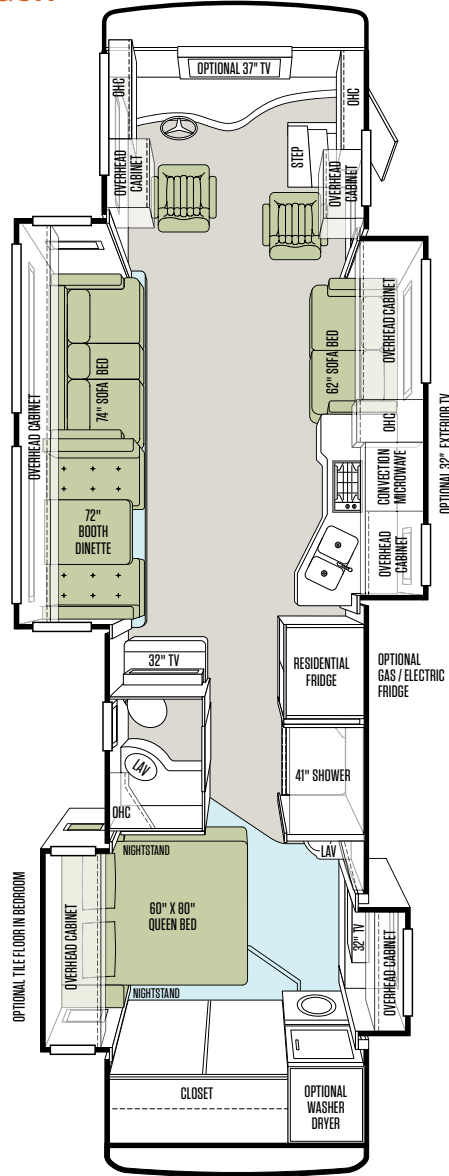 OPTIONAL 37" TV
OHC
OHC
OVERHEAD
CABINET
STEP
OVERHEAD
CABINET
OVERHEAD CABINET
74" SOFA BED
62" SOFA BED
OVERHEAD CABINET
OHC
CONVECTION
MICROWAVE
OVERHEAD
CABINET
OPTIONAL 32" EXTERIOR TV
72"
BOOTH
DINETTE
32" TV
RESIDENTIAL
FRIDGE
OPTIONAL
GAS / ELECTRIC
FRIDGE
LAV
41" SHOWER
OHC
LAV
NIGHTSTAND
60" X 80"
QUEEN BED
OVERHEAD CABINET
OPTIONAL TILE FLOOR IN BEDROOM
32" TV
OVERHEAD CABINET
NIGHTSTAND
CLOSET
OPTIONAL
WASHER
DRYER